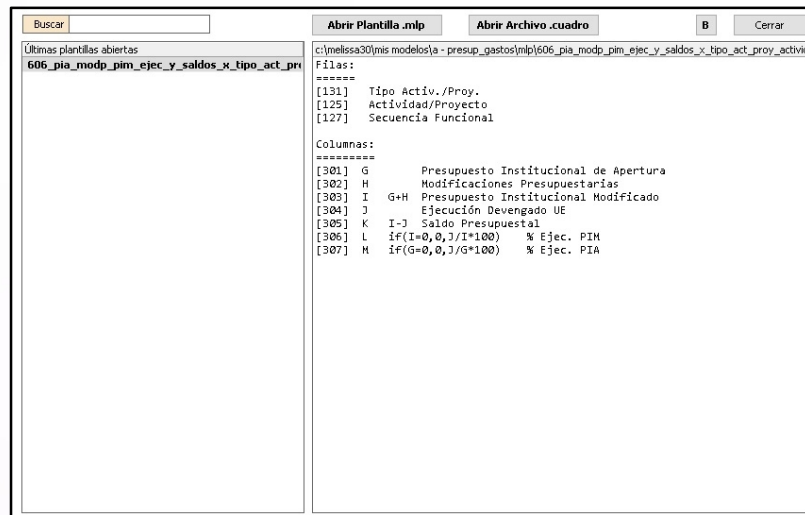 Buscar
Abrir Plantilla .mlp
Abrir Archivo .cuadro
B
Cerrar
Últimas plantillas abiertas
606_pia_modp_pim_ejec_y_saldos_x_tipo_act_pr
c:\melissa30\mis modelos\a - presup_gastos\mlp\606_pia_modp_pim_ejec_y_saldos_x_tipo_act_proy_activi
Filas:
======
[131] Tipo Activ./Proy.
[125] Actividad/Proyecto
[127] Secuencia Funcional
Columnas:
=========
[301] G Presupuesto Institucional de Apertura
[302] H Modificaciones Presupuestarias
[303] I G+H Presupuesto Institucional Modificado
[304] J Ejecución Devengado UE
[305] K I-J Saldo Presupuestal
[306] L if(I=0,0,J/I*100) % Ejec. PIM
[307] M if(G=0,0,J/G*100) % Ejec. PIA